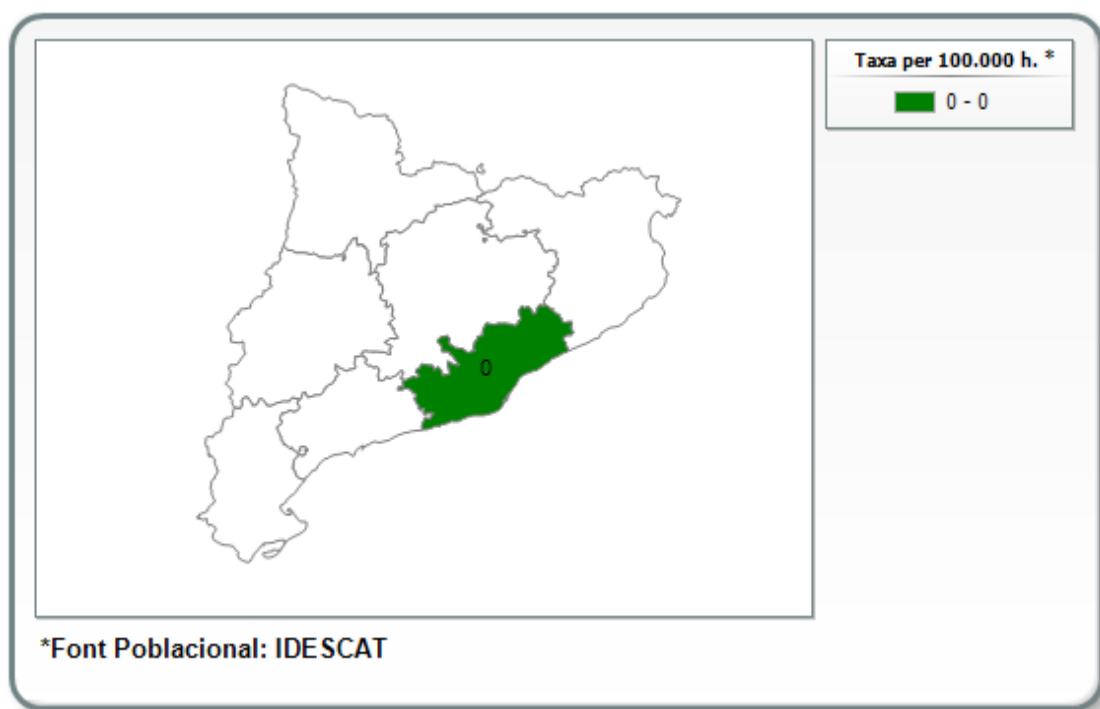 Taxa per 100.000 h. *
0 - 0
0
*Font Poblacional: IDESCAT